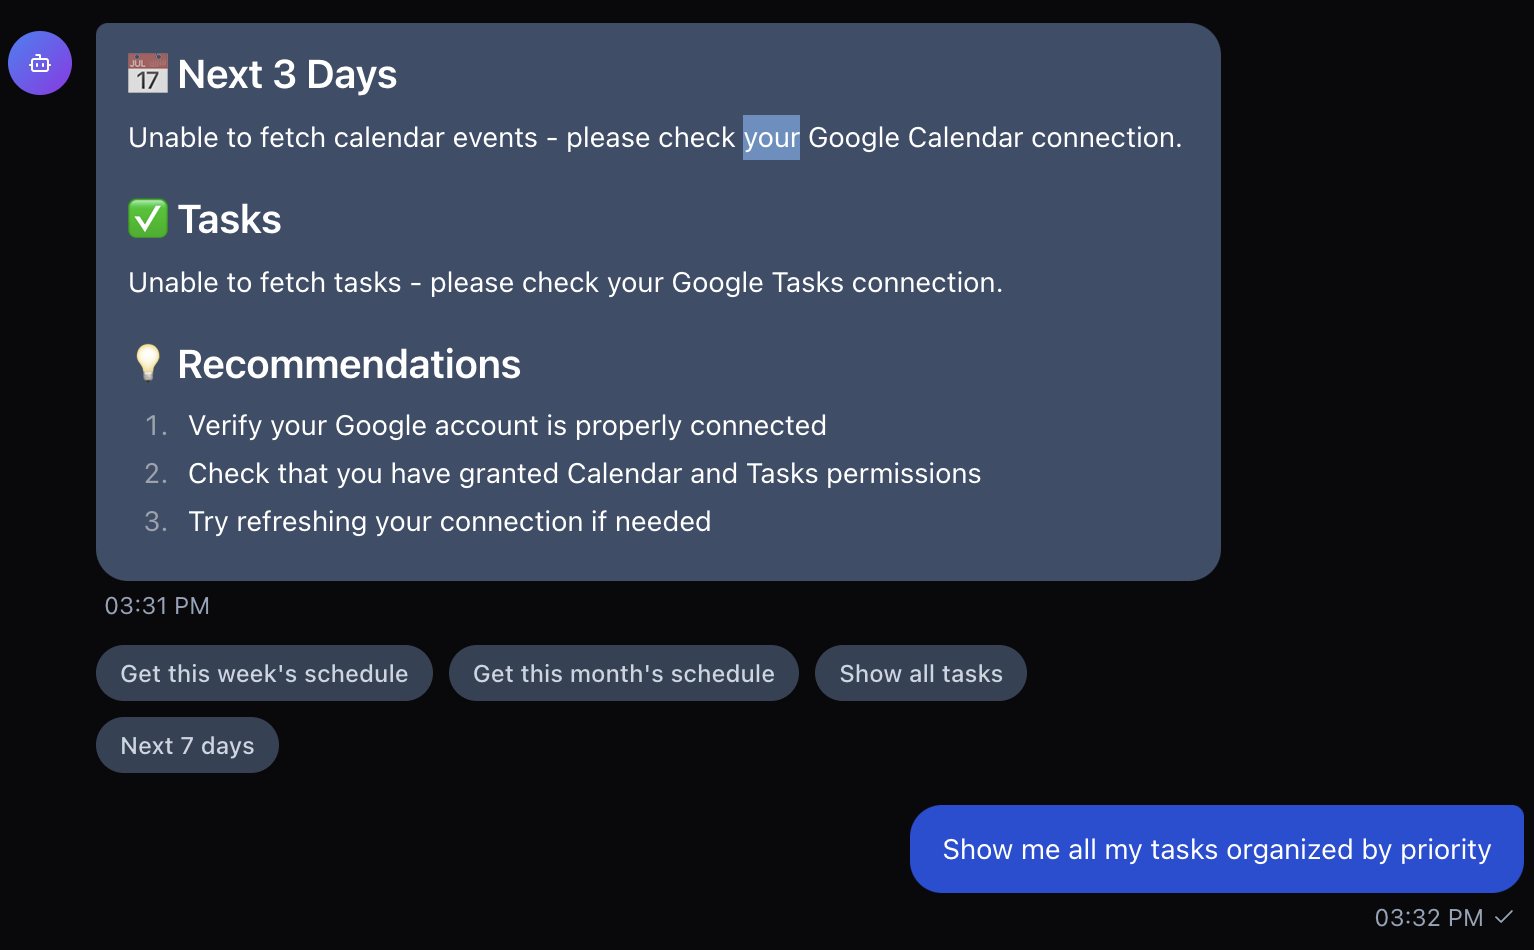 JUL
17
Next 3 Days
Unable to fetch calendar events - please check your Google Calendar connection.
Tasks
Unable to fetch tasks - please check your Google Tasks connection.
Recommendations
1. Verify your Google account is properly connected
2. Check that you have granted Calendar and Tasks permissions
3. Try refreshing your connection if needed
03:31 PM
Get this week's schedule
Get this month's schedule
Show all tasks
Next 7 days
Show me all my tasks organized by priority
03:32 PM